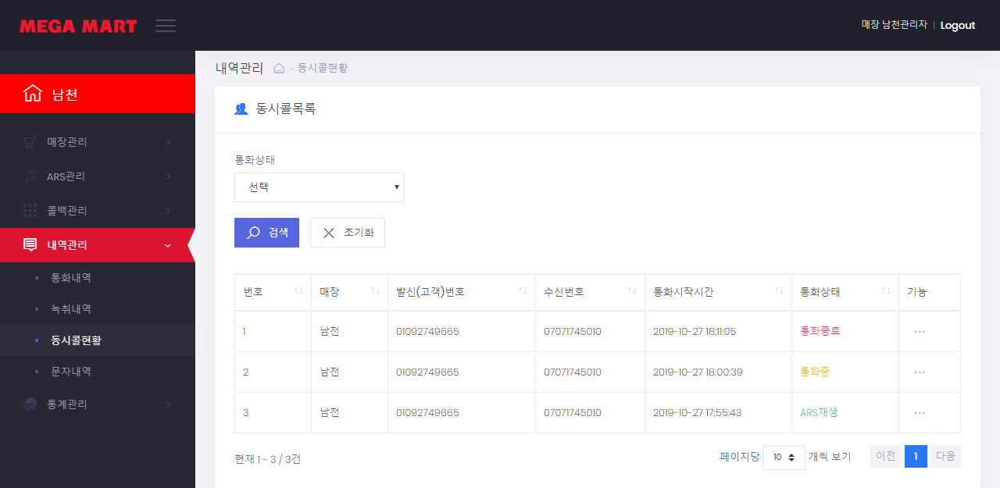 MEGA MART
매장 남천관리자 | Logout
남천
매장관리
ARS관리
콜백관리
내역관리
통화내역
녹취내역
동시콜현황
문자내역
통계관리
내역관리 동시콜현황
동시콜목록
통화상태
선택
검색 초기화
번호 매장 발신(고객)번호 수신번호 통화시작시간 통화상태 기능
1 남천 01092749665 07071745010 2019-10-27 18:11:05 통화종료 ...
2 남천 01092749665 07071745010 2019-10-27 18:00:39 통화중 ...
3 남천 01092749665 07071745010 2019-10-27 17:55:43 ARS재생 ...
현재 1 - 3 / 3건 페이지당 10 개씩 보기 이전 1 다음